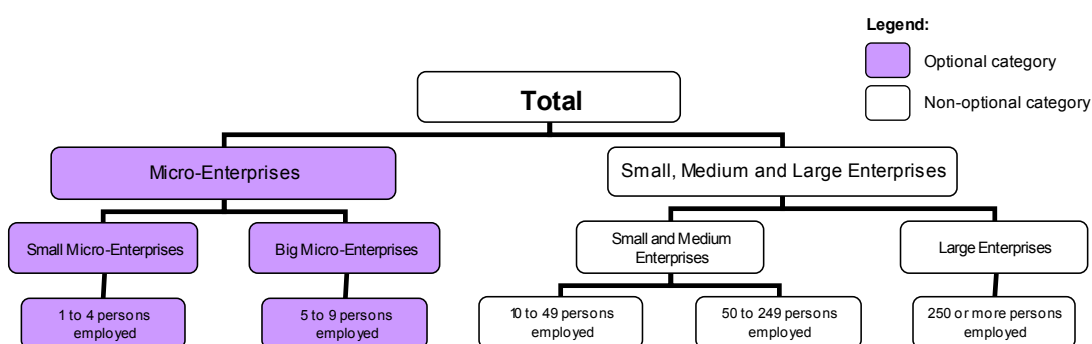 Legend:
Optional category
Non-optional category
Total
Micro-Enterprises
Small, Medium and Large Enterprises
Small Micro-Enterprises
Big Micro-Enterprises
Small and Medium
Enterprises
Large Enterprises
1 to 4 persons
employed
5 to 9 persons
employed
10 to 49 persons
employed
50 to 249 persons
employed
250 or more persons
employed